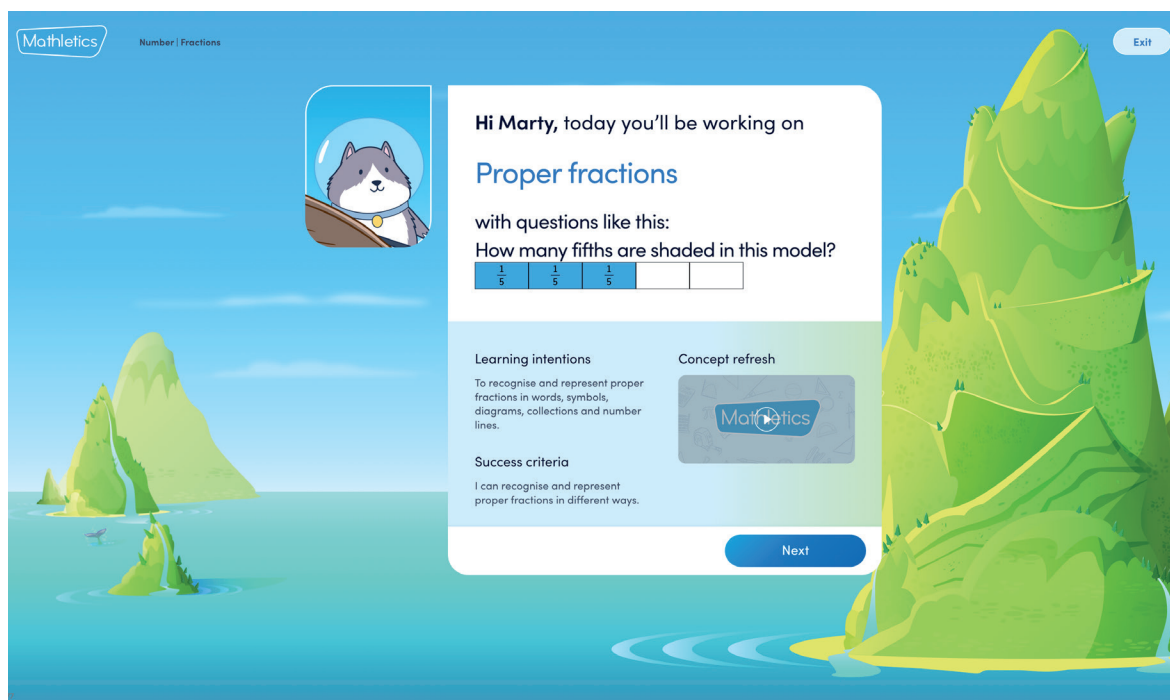 Mathletics
Number | Fractions
Exit
Hi Marty, today you'll be working on
Proper fractions
with questions like this:
How many fifths are shaded in this model?
1/5 1/5 1/5
Learning intentions
To recognise and represent proper
fractions in words, symbols,
diagrams, collections and number
lines.
Success criteria
I can recognise and represent
proper fractions in different ways.
Concept refresh
Mathletics
Next